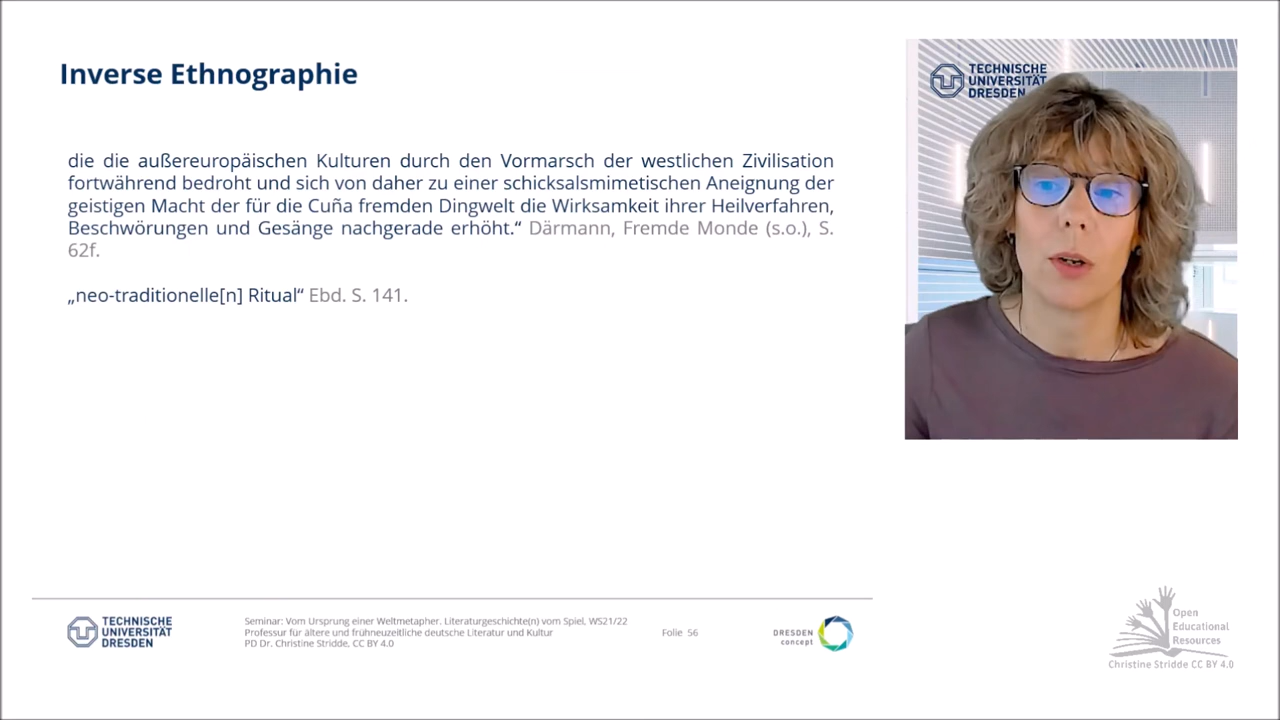 Inverse Ethnographie
die die außereuropäischen Kulturen durch den Vormarsch der westlichen Zivilisation
fortwährend bedroht und sich von daher zu einer schicksalsmimetischen Aneignung der
geistigen Macht der für die Cuña fremden Dingwelt die Wirksamkeit ihrer Heilverfahren,
Beschwörungen und Gesänge nachgerade erhöht.“ Därmann, Fremde Monde (s.o.), S.
62f.
„neo-traditionelle[n] Ritual“ Ebd. S. 141.
TECHNISCHE
UNIVERSITÄT
DRESDEN
TECHNISCHE
UNIVERSITÄT
DRESDEN
Seminar: Vom Ursprung einer Weltmetapher. Literaturgeschichte(n) vom Spiel, WS21/22
Professur für ältere und frühneuzeitliche deutsche Literatur und Kultur
PD Dr. Christine Stridde, CC BY 4.0
Folie 56
DRESDEN
concept
Open
Educational
Resources
Christine Stridde CC BY 4.0